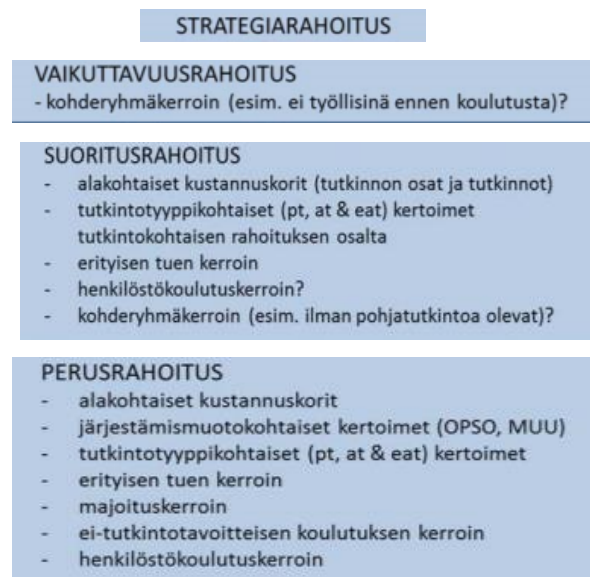 STRATEGIARAHOITUS
VAIKUTTAVUUSRAHOITUS
- kohderyhmäkerroin (esim. ei työllisinä ennen koulutusta)?
SUORITUSRAHOITUS
- alakohtaiset kustannuskorit (tutkinnon osat ja tutkinnot)
- tutkintotyyppikohtaiset (pt, at & eat) kertoimet
tutkintokohtaisen rahoituksen osalta
- erityisen tuen kerroin
- henkilöstökoulutuskerroin?
- kohderyhmäkerroin (esim. ilman pohjatutkintoa olevat)?
PERUSRAHOITUS
- alakohtaiset kustannuskorit
- järjestämismuotokohtaiset kertoimet (OPSO, MUU)
- tutkintotyyppikohtaiset (pt, at & eat) kertoimet
- erityisen tuen kerroin
- majoituskerroin
- ei-tutkintotavoitteisen koulutuksen kerroin
- henkilöstökoulutuskerroin